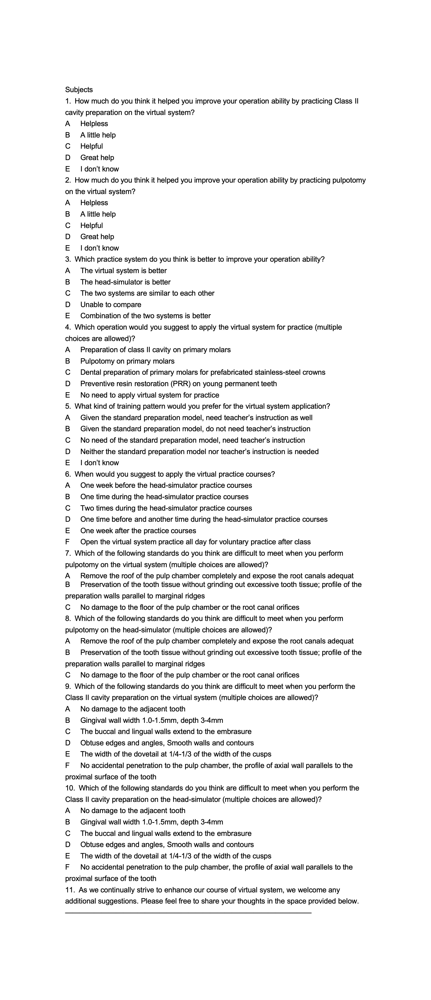 Subjects
1. How much do you think it helped you improve your operation ability by practicing Class II
cavity preparation on the virtual system?
A Helpless
B A little help
C Helpful
D Great help
E I don’t know
2. How much do you think it helped you improve your operation ability by practicing pulpotomy
on the virtual system?
A Helpless
B A little help
C Helpful
D Great help
E I don’t know
3. Which practice system do you think is better to improve your operation ability?
A The virtual system is better
B The head-simulator is better
C The two systems are similar to each other
D Unable to compare
E Combination of the two systems is better
4. Which operation would you suggest to apply the virtual system for practice (multiple
choices are allowed)?
A Preparation of class II cavity on primary molars
B Pulpotomy on primary molars
C Dental preparation of primary molars for prefabricated stainless-steel crowns
D Preventive resin restoration (PRR) on young permanent teeth
E No need to apply virtual system for practice
5. What kind of training pattern would you prefer for the virtual system application?
A Given the standard preparation model, need teacher’s instruction as well
B Given the standard preparation model, do not need teacher’s instruction
C No need of the standard preparation model, need teacher’s instruction
D Neither the standard preparation model nor teacher’s instruction is needed
E I don’t know
6. When would you suggest to apply the virtual practice courses?
A One week before the head-simulator practice courses
B One time during the head-simulator practice courses
C Two times during the head-simulator practice courses
D One time before and another time during the head-simulator practice courses
E One week after the practice courses
F Open the virtual system practice all day for voluntary practice after class
7. Which of the following standards do you think are difficult to meet when you perform
pulpotomy on the virtual system (multiple choices are allowed)?
A Remove the roof of the pulp chamber completely and expose the root canals adequat
B Preservation of the tooth tissue without grinding out excessive tooth tissue; profile of the
preparation walls parallel to marginal ridges
C No damage to the floor of the pulp chamber or the root canal orifices
8. Which of the following standards do you think are difficult to meet when you perform
pulpotomy on the head-simulator (multiple choices are allowed)?
A Remove the roof of the pulp chamber completely and expose the root canals adequat
B Preservation of the tooth tissue without grinding out excessive tooth tissue; profile of the
preparation walls parallel to marginal ridges
C No damage to the floor of the pulp chamber or the root canal orifices
9. Which of the following standards do you think are difficult to meet when you perform the
Class II cavity preparation on the virtual system (multiple choices are allowed)?
A No damage to the adjacent tooth
B Gingival wall width 1.0-1.5mm, depth 3-4mm
C The buccal and lingual walls extend to the embrasure
D Obtuse edges and angles, Smooth walls and contours
E The width of the dovetail at 1/4-1/3 of the width of the cusps
F No accidental penetration to the pulp chamber, the profile of axial wall parallels to the
proximal surface of the tooth
10. Which of the following standards do you think are difficult to meet when you perform the
Class II cavity preparation on the head-simulator (multiple choices are allowed)?
A No damage to the adjacent tooth
B Gingival wall width 1.0-1.5mm, depth 3-4mm
C The buccal and lingual walls extend to the embrasure
D Obtuse edges and angles, Smooth walls and contours
E The width of the dovetail at 1/4-1/3 of the width of the cusps
F No accidental penetration to the pulp chamber, the profile of axial wall parallels to the
proximal surface of the tooth
11. As we continually strive to enhance our course of virtual system, we welcome any
additional suggestions. Please feel free to share your thoughts in the space provided below.